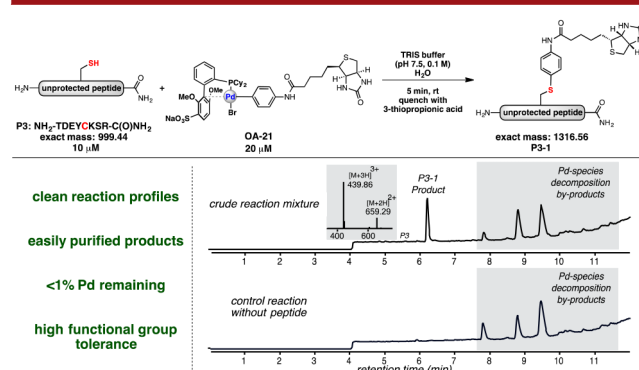 SH
H₂N
unprotected peptide
O
NH₂
P3: NH₂-TDEYCKSR-C(O)NH₂
exact mass: 999.44
10 μM
+
PCy₂
OMe
MeO
Pd
Br
NaO₃S
N
H
O
S
H
H
HN
NH
O
OA-21
20 μM
TRIS buffer
(pH 7.5, 0.1 M)
H₂O
5 min, rt
quench with
3-thiopropionic acid
HN
S
H
O
NH
S
H₂N
unprotected peptide
O
NH₂
exact mass: 1316.56
P3-1
clean reaction profiles
easily purified products
<1% Pd remaining
high functional group
tolerance
crude reaction mixture
[M+3H]3+
439.86
[M+2H]2+
659.29
400 600
P3
P3-1
Product
Pd-species
decomposition
by-products
1 2 3 4 5 6 7 8 9 10 11
control reaction
without peptide
Pd-species
decomposition
by-products
1 2 3 4 5 6 7 8 9 10 11
retention time (min)